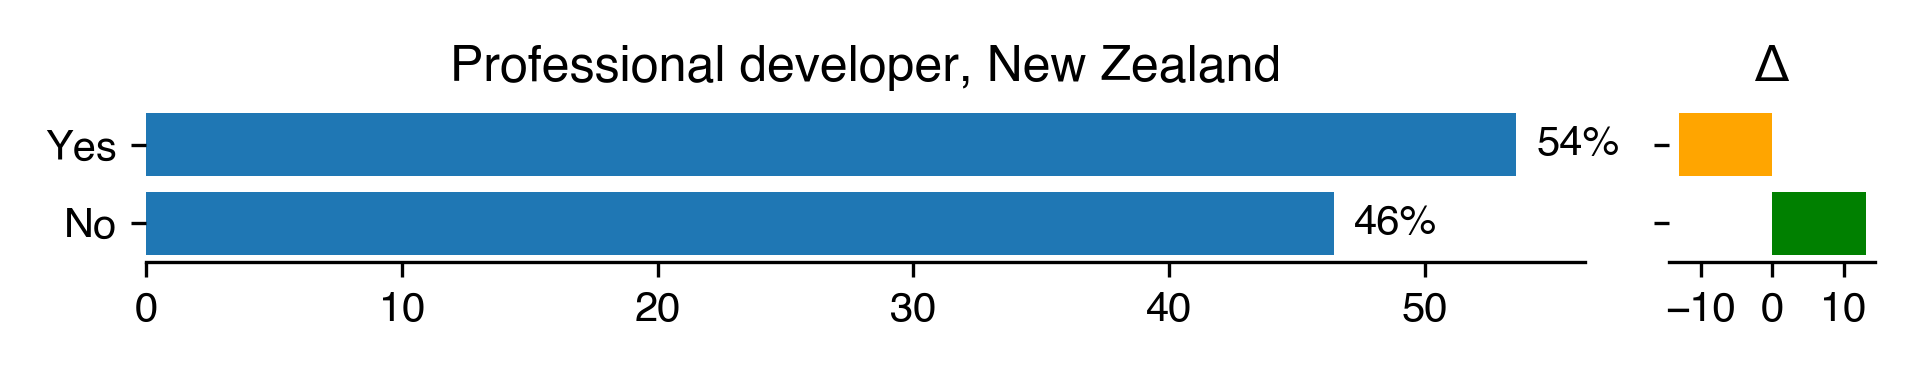 Professional developer, New Zealand Δ
Yes 54%
No 46%
0 10 20 30 40 50 −10 0 10